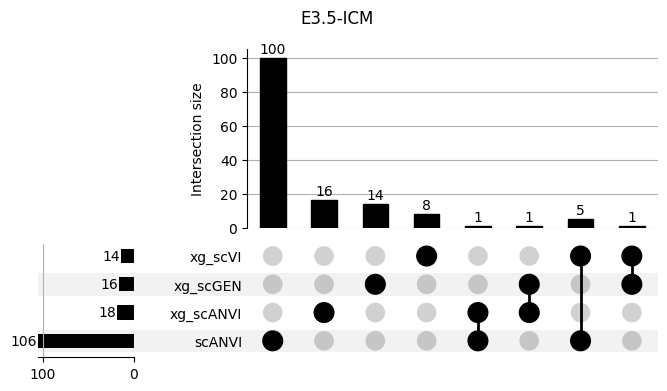 E3.5-ICM
100
16
14
8
1
1
5
1
100
80
60
40
20
0
Intersection size
14 xg_scVI
16 xg_scGEN
18 xg_scANVI
106 scANVI
100 0